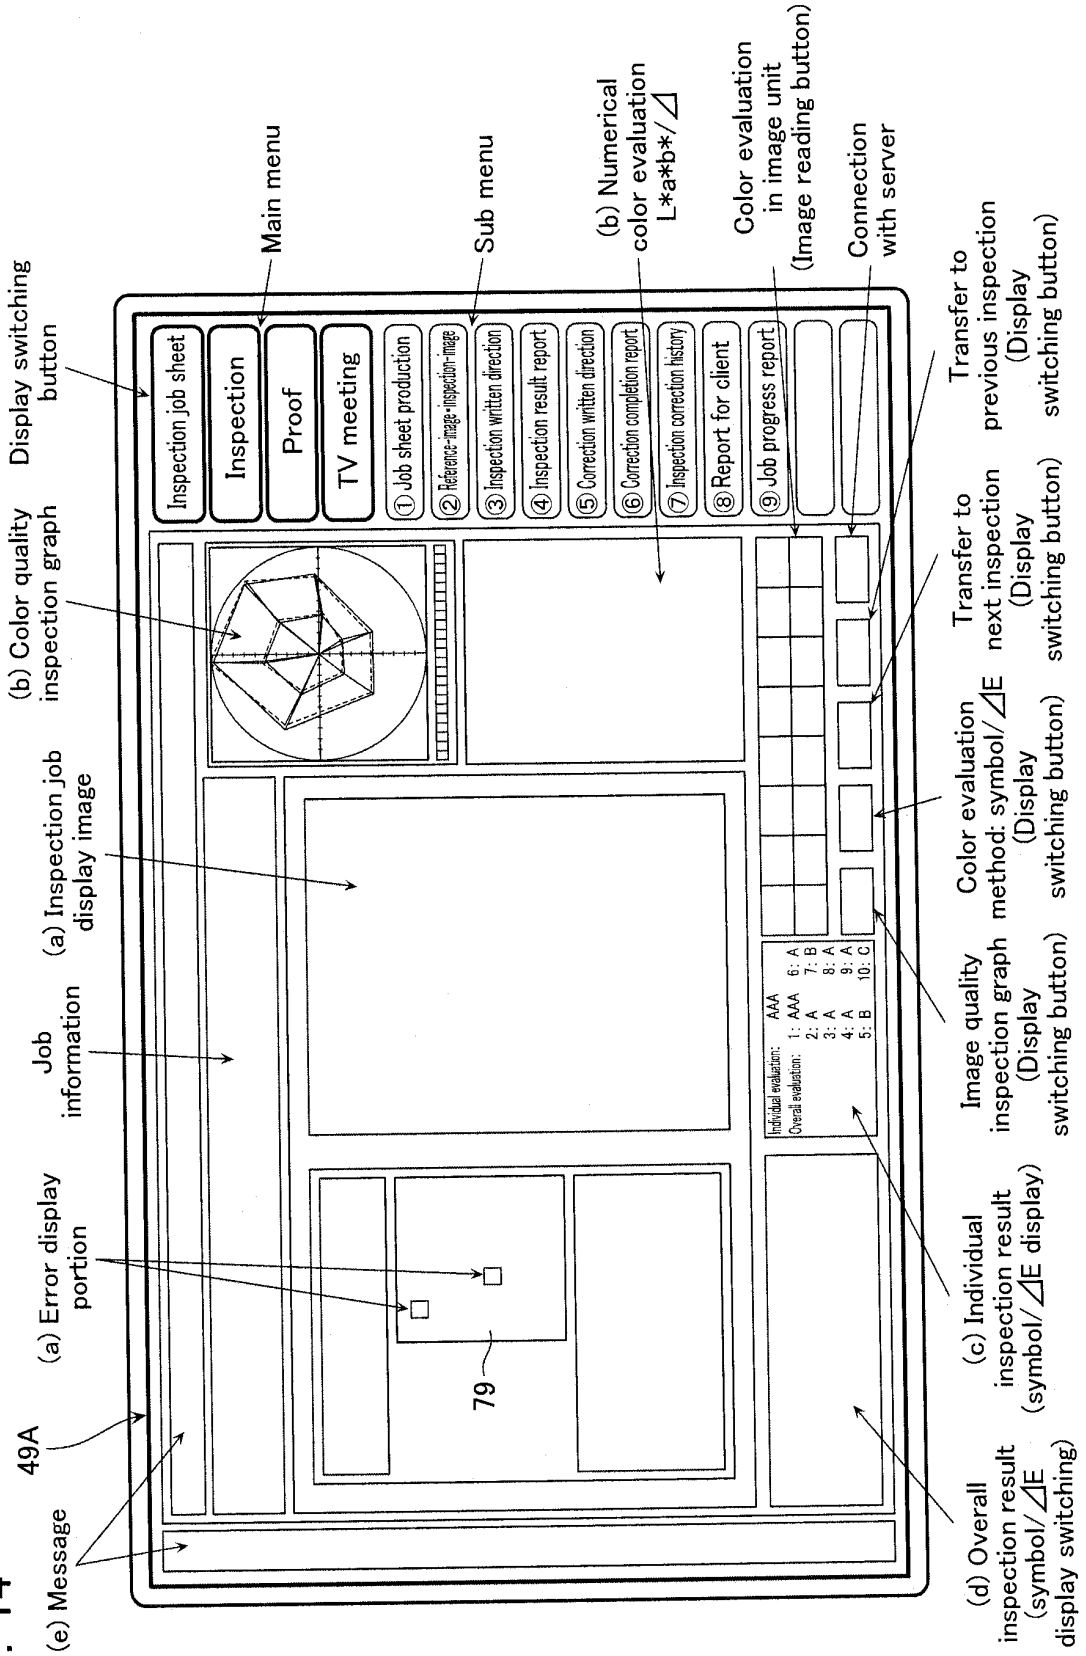 . 14
(e) Message
49A
(a) Error display
portion
Job
information
(a) Inspection job
display image
(b) Color quality
inspection graph
Display switching
button
Main menu
Sub menu
(b) Numerical
color evaluation
L*a*b*/⊿
Color evaluation
in image unit
(Image reading button)
Connection
with server
Inspection job sheet
Inspection
Proof
TV meeting
① Job sheet production
② Reference-image•inspection-image
③ Inspection written direction
④ Inspection result report
⑤ Correction written direction
⑥ Correction completion report
⑦ Inspection correction history
⑧ Report for client
⑨ Job progress report
79
Individual evaluation: AAA
Overall evaluation: 1: AAA 6: A
2: A 7: B
3: A 8: A
4: A 9: A
5: B 10: C
(d) Overall
inspection result
(symbol/⊿E
display switching)
(c) Individual
inspection result
(symbol/⊿E display)
Image quality
inspection graph
(Display
switching button)
Color evaluation
method: symbol/⊿E
(Display
switching button)
Transfer to
next inspection
(Display
switching button)
Transfer to
previous inspection
(Display
switching button)